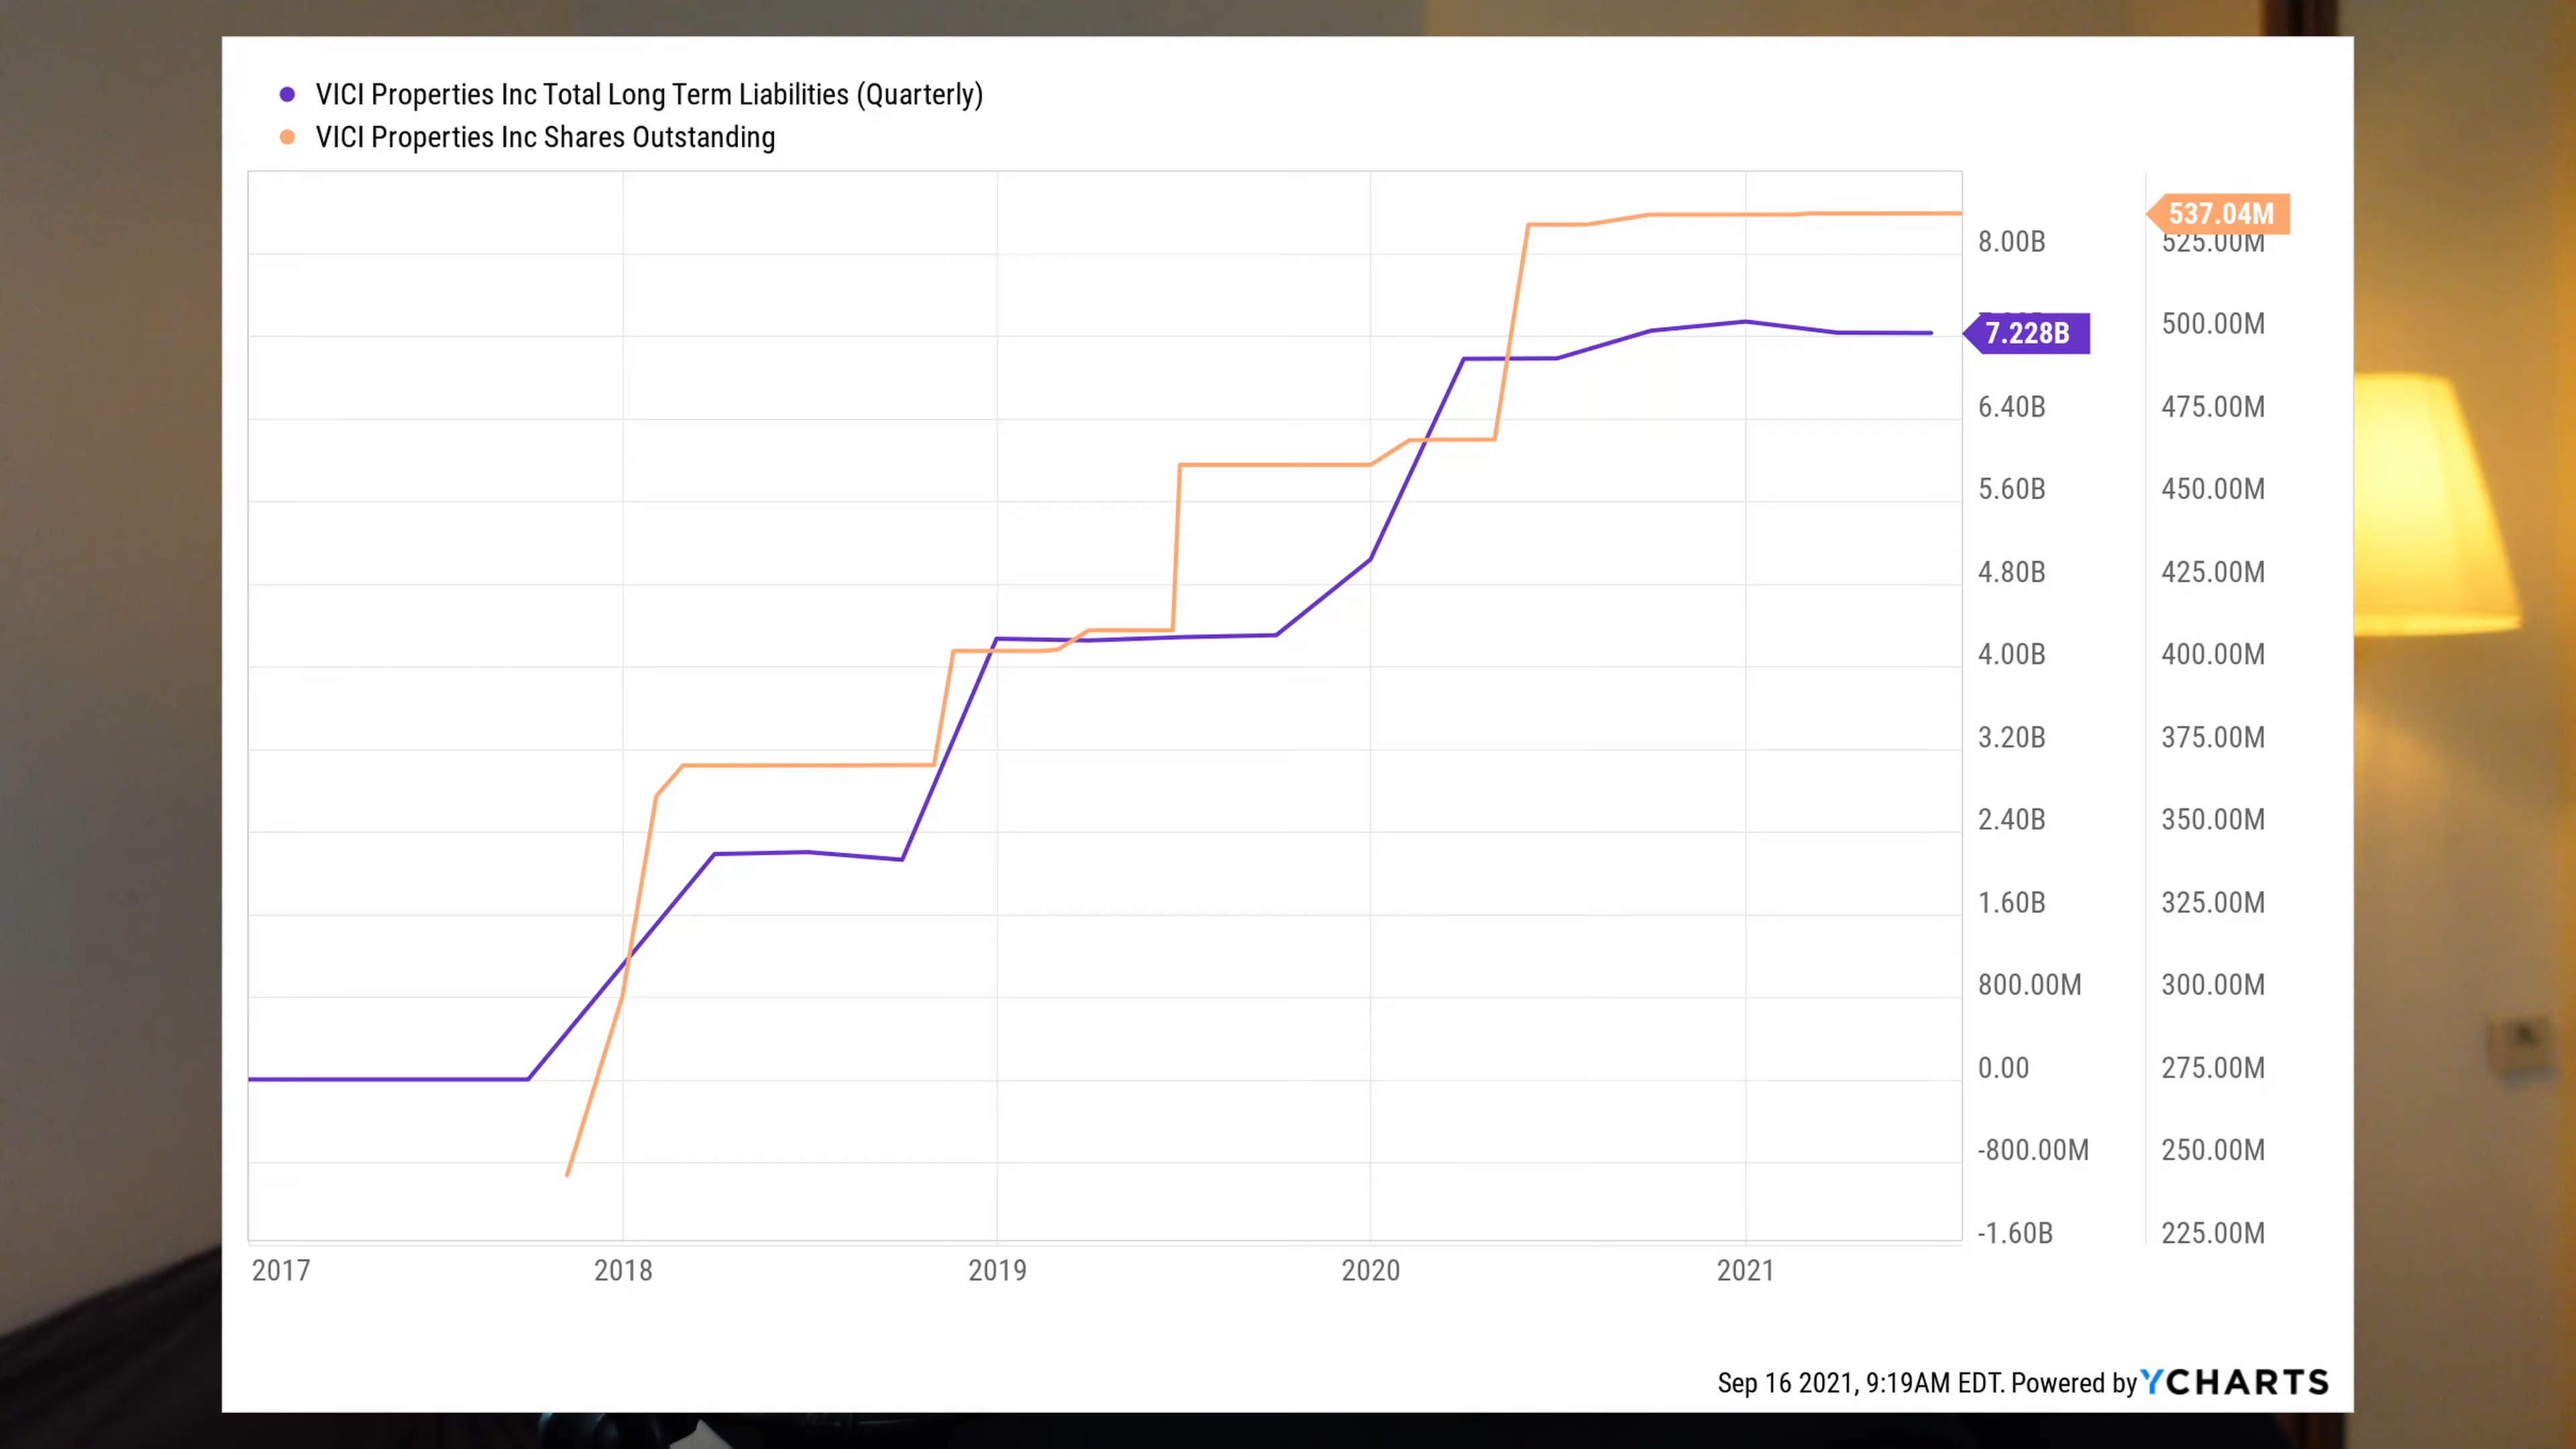 VICI Properties Inc Total Long Term Liabilities (Quarterly)
VICI Properties Inc Shares Outstanding
537.04M
8.00B
525.00M
7.228B
500.00M
6.40B
475.00M
5.60B
450.00M
4.80B
425.00M
4.00B
400.00M
3.20B
375.00M
2.40B
350.00M
1.60B
325.00M
800.00M
300.00M
0.00
275.00M
-800.00M
250.00M
-1.60B
225.00M
2017
2018
2019
2020
2021
Sep 16 2021, 9:19AM EDT. Powered by YCHARTS